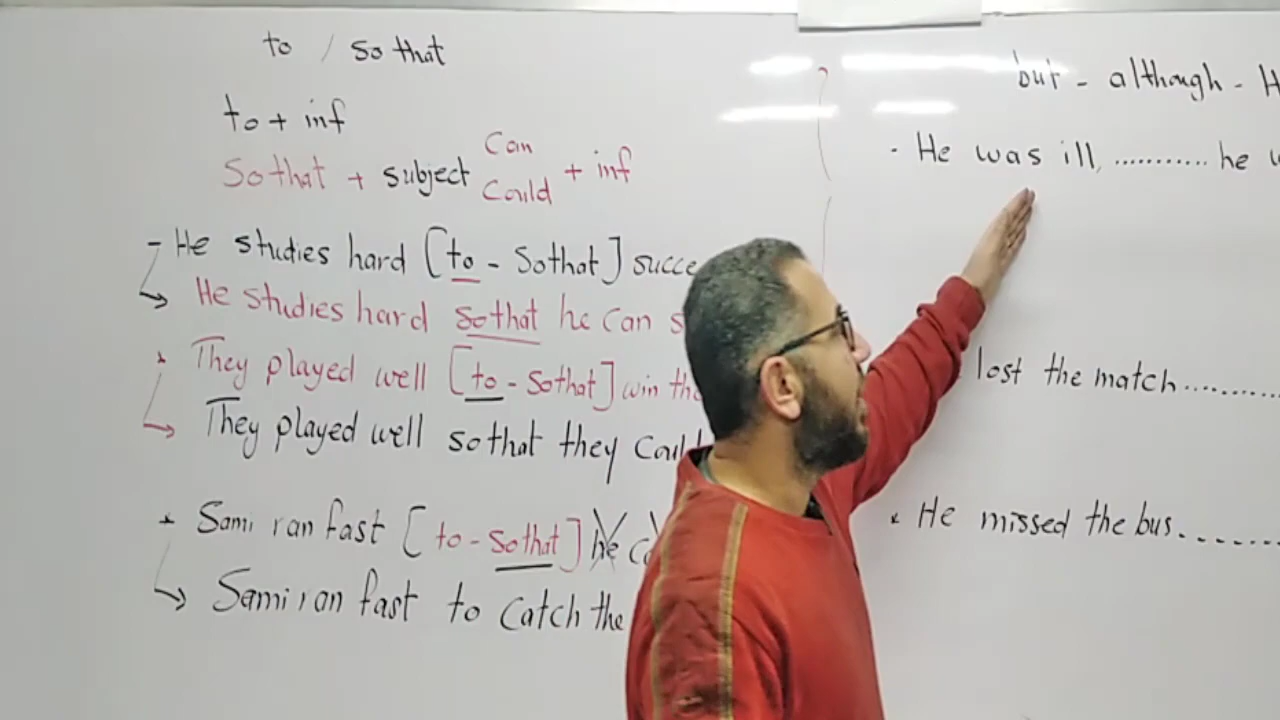 to / so that
to + inf
So that + subject Can Could + inf
- He studies hard [to - so that] succe
He studies hard so that he can s
* They played well [to - so that] win the
They played well so that they Coul
* Sami ran fast [to - so that] he c
Sami ran fast to catch the
but - although - H
- He was ill, ........... he w
lost the match ............
* He missed the bus. .......